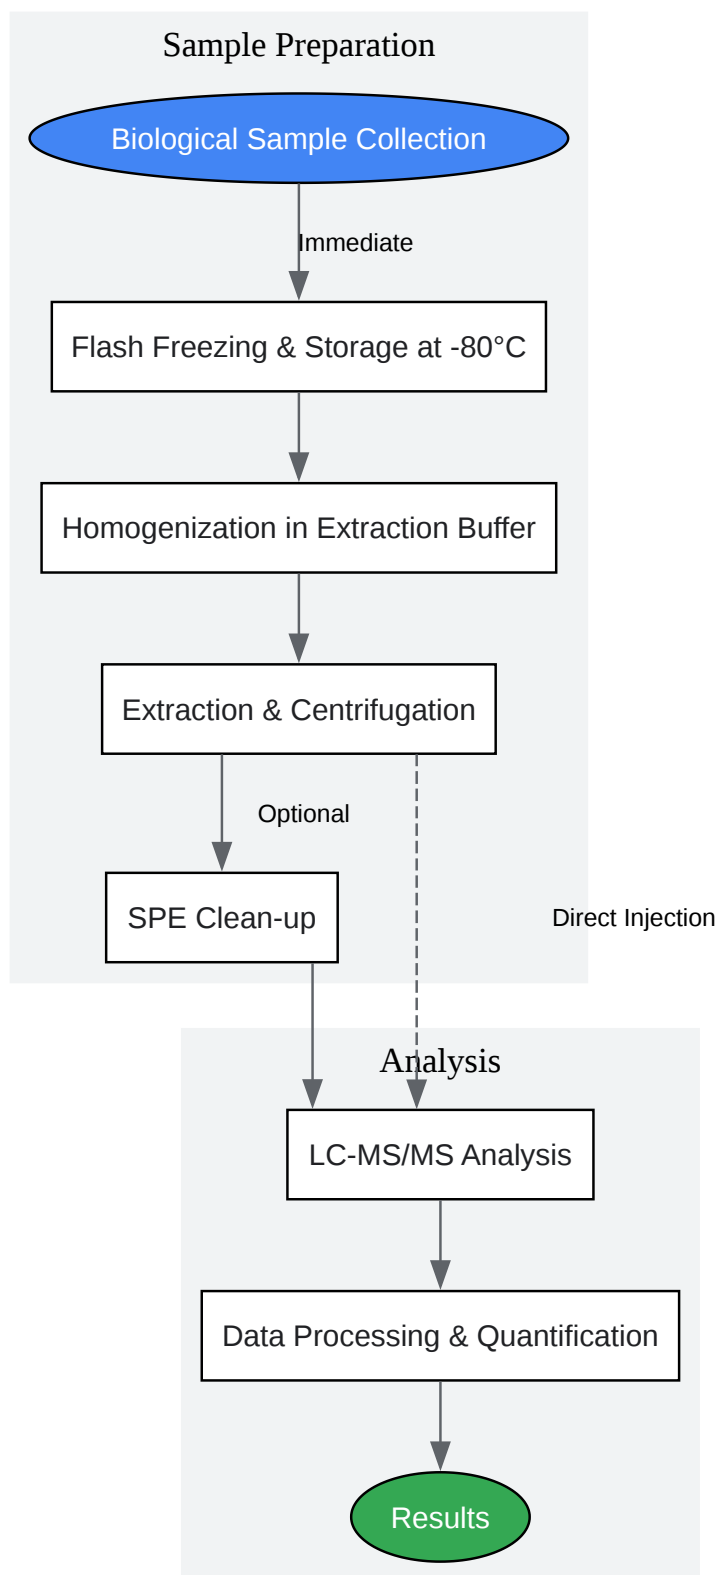 Sample Preparation
Biological Sample Collection
Immediate
Flash Freezing & Storage at -80°C
Homogenization in Extraction Buffer
Extraction & Centrifugation
Optional
SPE Clean-up
Direct Injection
Analysis
LC-MS/MS Analysis
Data Processing & Quantification
Results